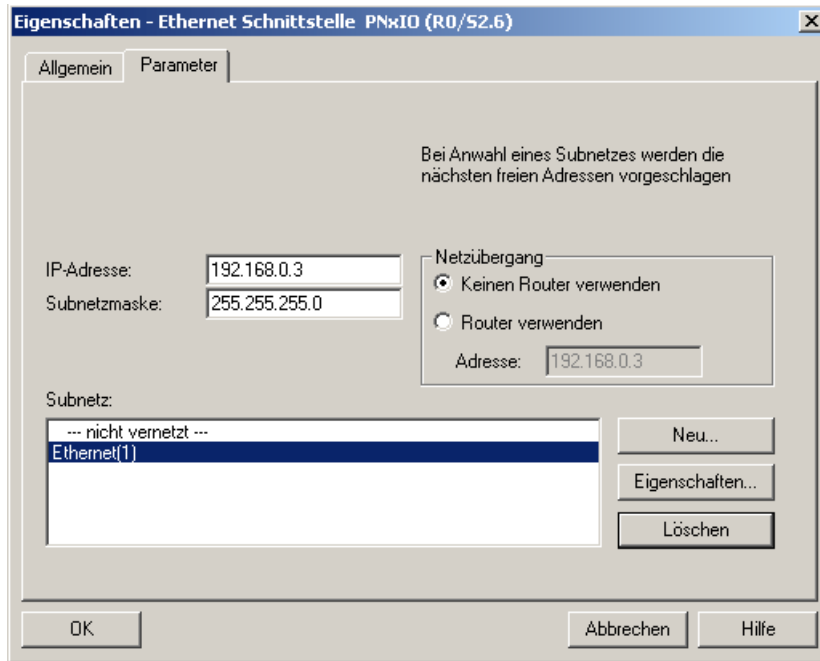 Eigenschaften - Ethernet Schnittstelle PNxIO (R0/S2.6)
Allgemein
Parameter
Bei Anwahl eines Subnetzes werden die
nächsten freien Adressen vorgeschlagen
IP-Adresse:
192.168.0.3
Subnetzmaske:
255.255.255.0
Netzübergang
Keinen Router verwenden
Router verwenden
Adresse:
192.168.0.3
Subnetz:
--- nicht vernetzt ---
Ethernet(1)
Neu...
Eigenschaften...
Löschen
OK
Abbrechen
Hilfe